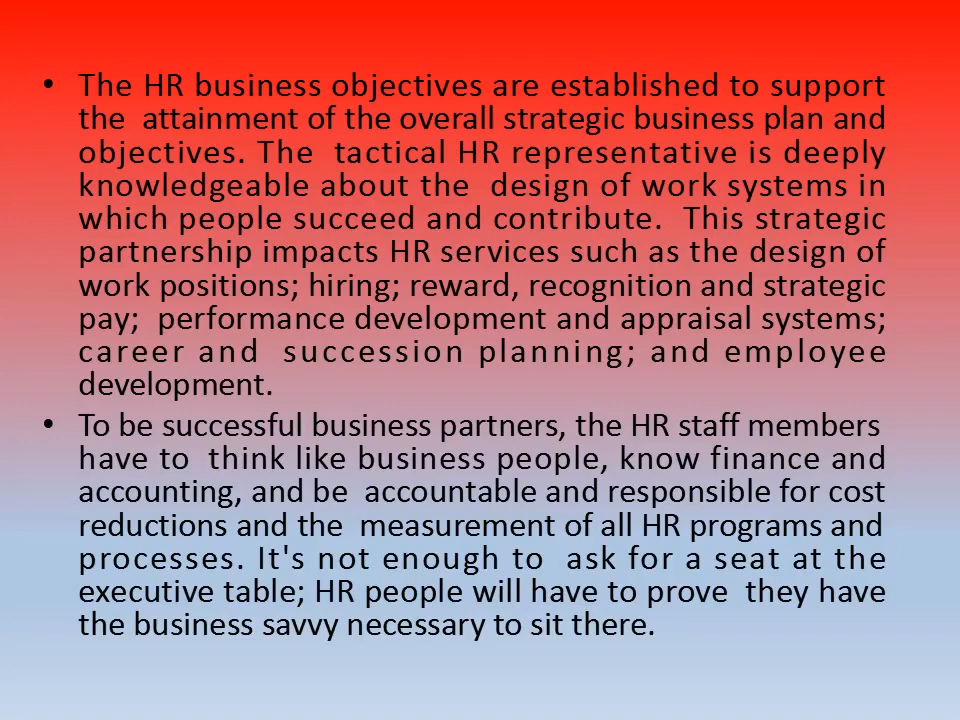 • The HR business objectives are established to support
the attainment of the overall strategic business plan and
objectives. The tactical HR representative is deeply
knowledgeable about the design of work systems in
which people succeed and contribute. This strategic
partnership impacts HR services such as the design of
work positions; hiring; reward, recognition and strategic
pay; performance development and appraisal systems;
career and succession planning; and employee
development.
• To be successful business partners, the HR staff members
have to think like business people, know finance and
accounting, and be accountable and responsible for cost
reductions and the measurement of all HR programs and
processes. It's not enough to ask for a seat at the
executive table; HR people will have to prove they have
the business savvy necessary to sit there.